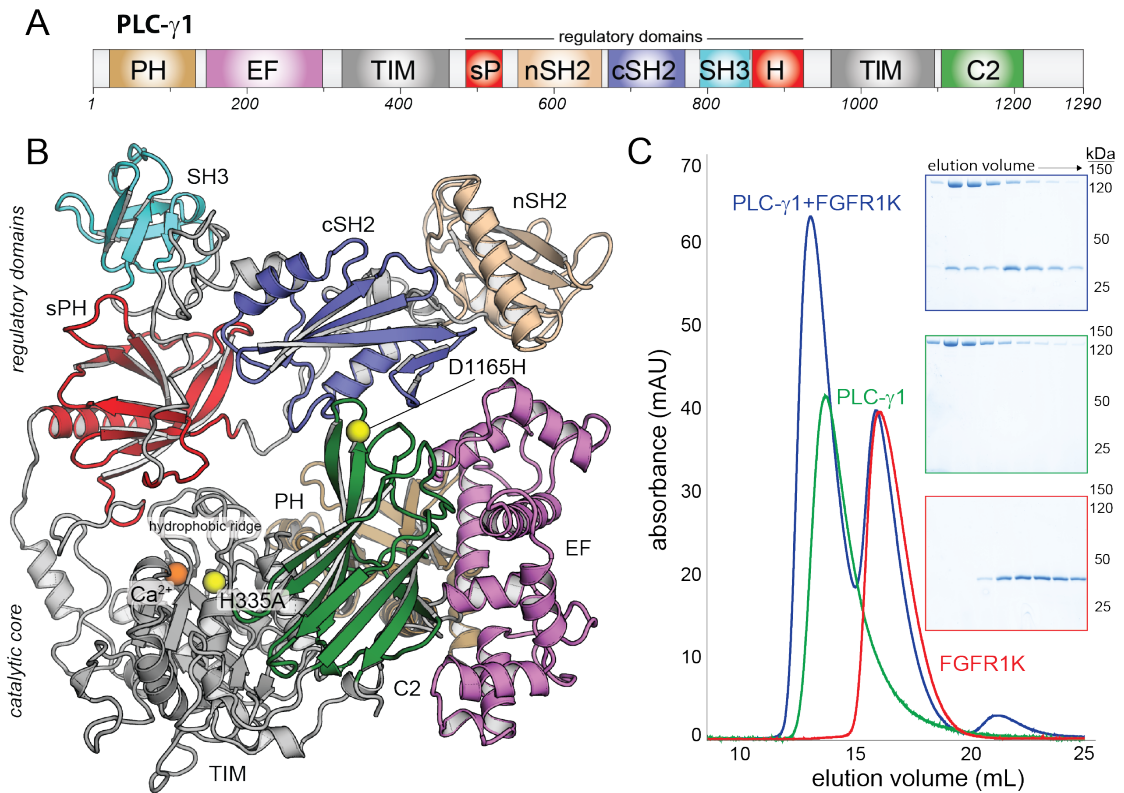 A
PLC-γ1
regulatory domains
PH EF TIM sP nSH2 cSH2 SH3 H TIM C2
1 200 400 600 800 1000 1200 1290
B
regulatory domains
catalytic core
SH3
cSH2
nSH2
sPH
D1165H
PH
hydrophobic ridge
EF
Ca²⁺
H335A
C2
TIM
C
absorbance (mAU)
70
60
50
40
30
20
10
0
10 15 20 25
elution volume (mL)
PLC-γ1+FGFR1K
PLC-γ1
FGFR1K
elution volume
kDa
150
120
50
25
150
120
50
25
150
120
50
25